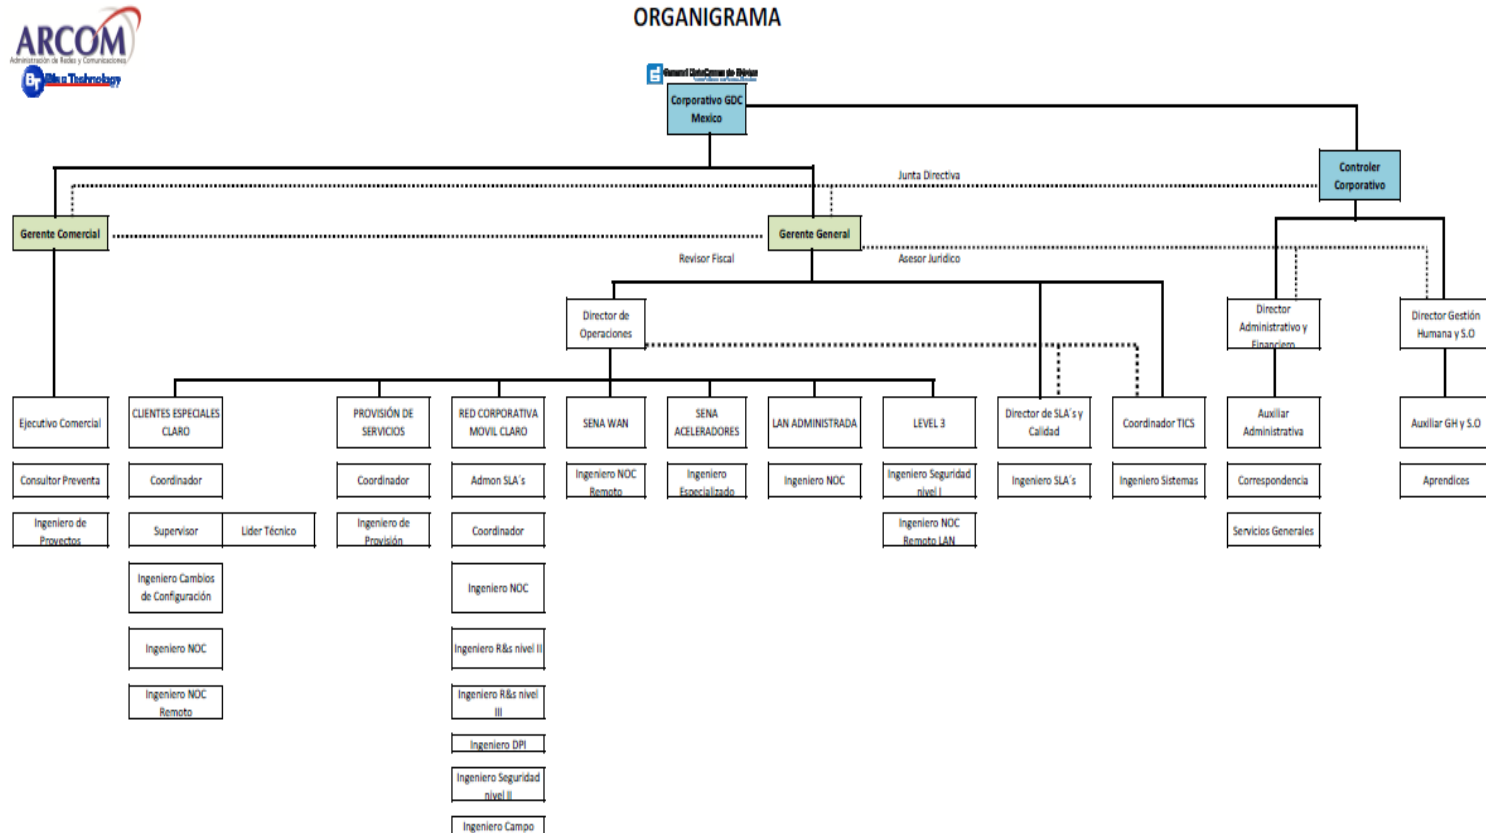 ORGANIGRAMA
ARCOM
Administración de Redes y Comunicaciones
Technology
Corporativo GDC
Mexico
Controler
Corporativo
Junta Directiva
Gerente Comercial
Gerente General
Revisor Fiscal
Asesor Juridico
Director de
Operaciones
Director
Administrativo y
Financiero
Director Gestión
Humana y S.O
Ejecutivo Comercial
CLIENTES ESPECIALES
CLARO
PROVISIÓN DE
SERVICIOS
RED CORPORATIVA
MOVIL CLARO
SENA WAN
SENA
ACELERADORES
LAN ADMINISTRADA
LEVEL 3
Director de SLA´s y
Calidad
Coordinador TICS
Auxiliar
Administrativa
Auxiliar GH y S.O
Consultor Preventa
Coordinador
Coordinador
Admon SLA´s
Ingeniero NOC
Remoto
Ingeniero
Especializado
Ingeniero NOC
Ingeniero Seguridad
nivel I
Ingeniero SLA´s
Ingeniero Sistemas
Correspondencia
Aprendices
Ingeniero de
Proyectos
Supervisor
Lider Técnico
Ingeniero de
Provisión
Coordinador
Ingeniero NOC
Remoto LAN
Servicios Generales
Ingeniero Cambios
de Configuración
Ingeniero NOC
Ingeniero NOC
Ingeniero R&s nivel II
Ingeniero NOC
Remoto
Ingeniero R&s nivel
III
Ingeniero DPI
Ingeniero Seguridad
nivel II
Ingeniero Campo